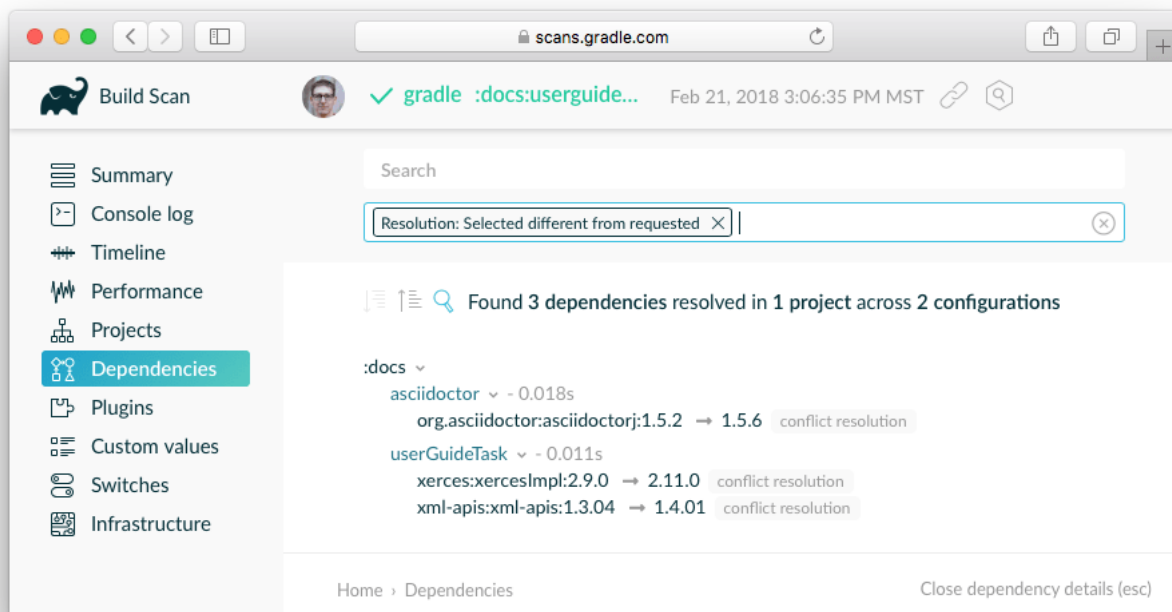 scans.gradle.com
Build Scan
gradle :docs:userguide... Feb 21, 2018 3:06:35 PM MST
Summary
Console log
Timeline
Performance
Projects
Dependencies
Plugins
Custom values
Switches
Infrastructure
Search
Resolution: Selected different from requested
Found 3 dependencies resolved in 1 project across 2 configurations
:docs
asciidoctor - 0.018s
org.asciidoctor:asciidoctorj:1.5.2 → 1.5.6 conflict resolution
userGuideTask - 0.011s
xerces:xercesImpl:2.9.0 → 2.11.0 conflict resolution
xml-apis:xml-apis:1.3.04 → 1.4.01 conflict resolution
Home › Dependencies
Close dependency details (esc)